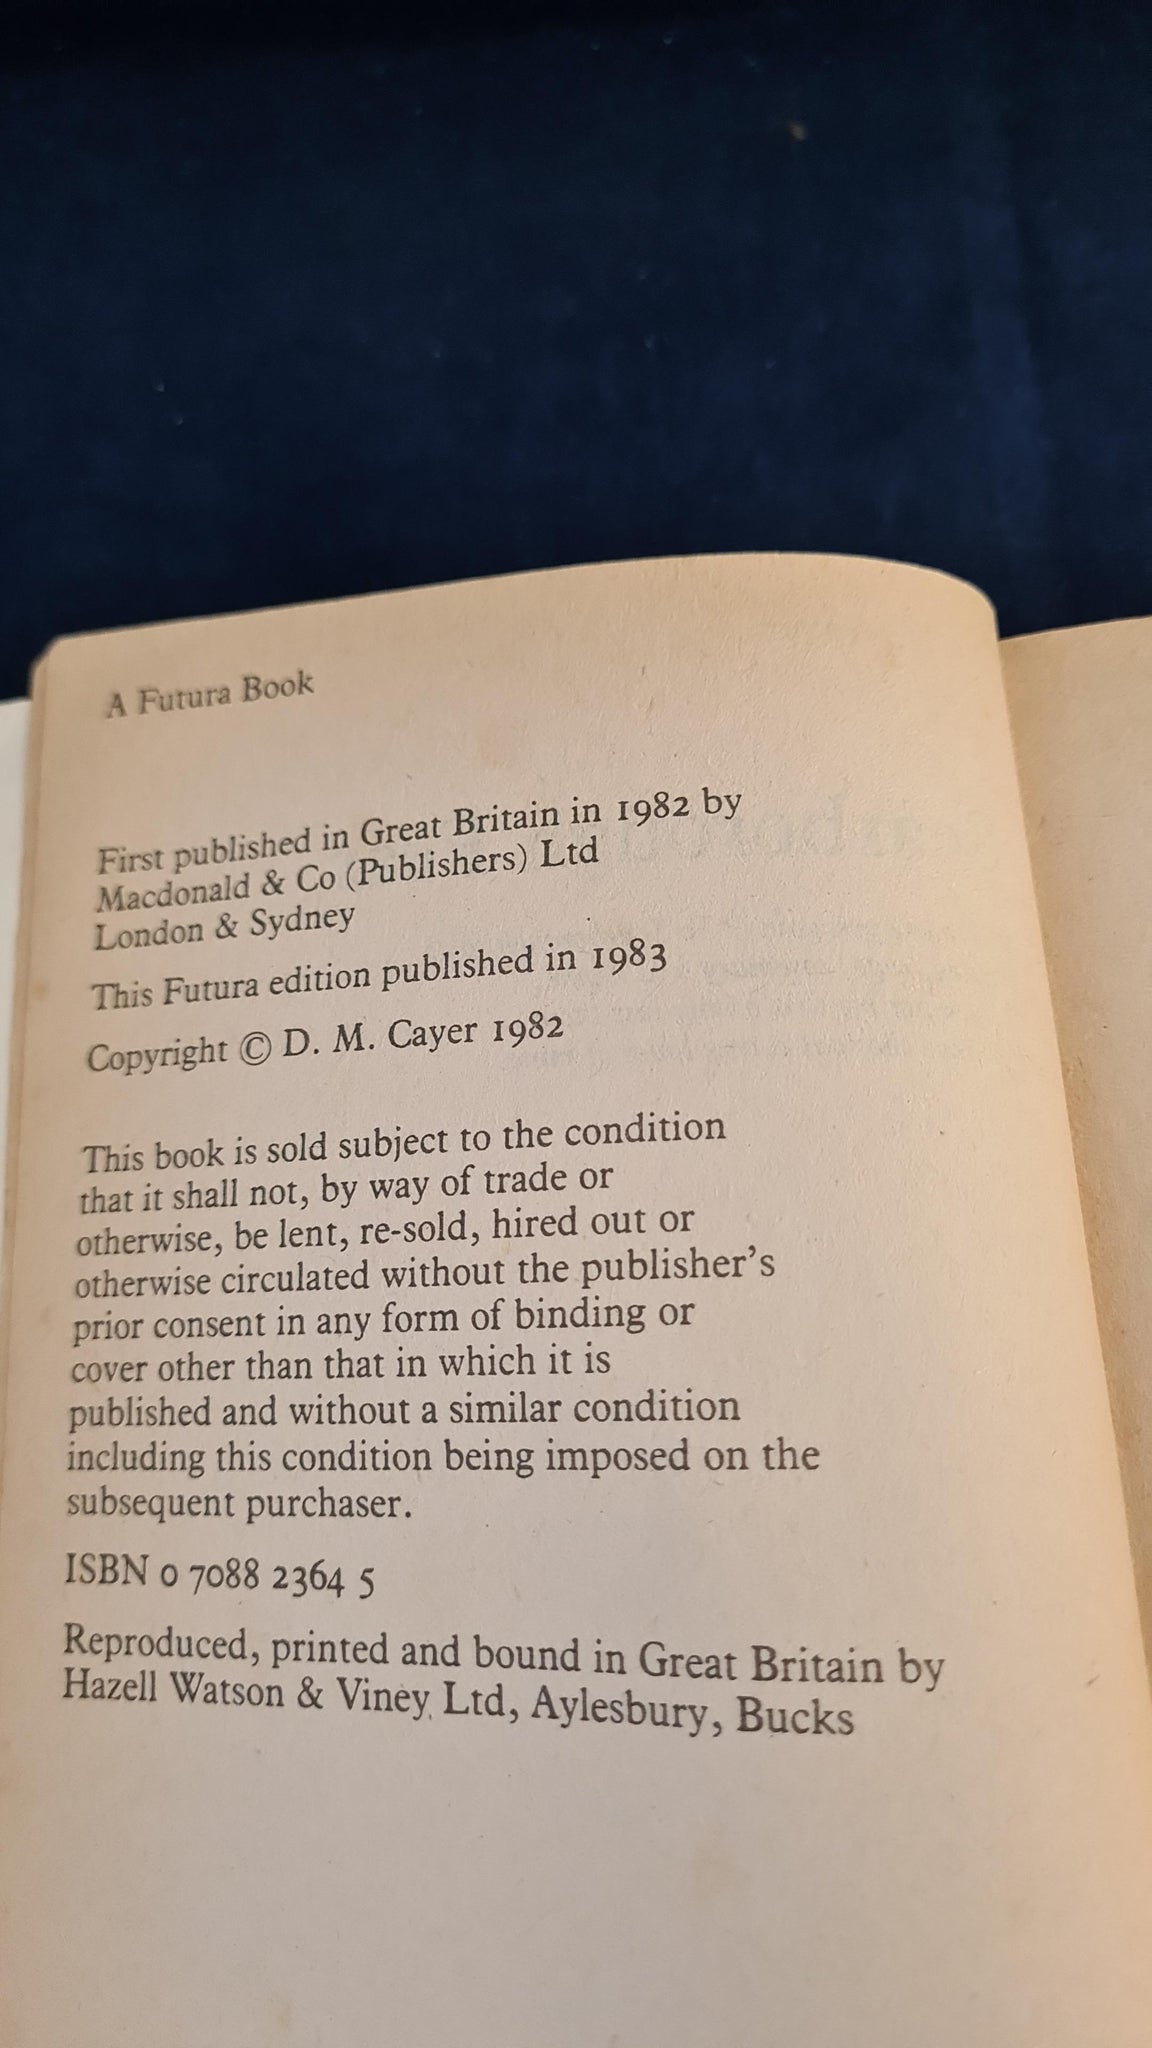 A Futura Book
First published in Great Britain in 1982 by
Macdonald & Co (Publishers) Ltd
London & Sydney
This Futura edition published in 1983
Copyright © D. M. Cayer 1982
This book is sold subject to the condition
that it shall not, by way of trade or
otherwise, be lent, re-sold, hired out or
otherwise circulated without the publisher's
prior consent in any form of binding or
cover other than that in which it is
published and without a similar condition
including this condition being imposed on the
subsequent purchaser.
ISBN 0 7088 2364 5
Reproduced, printed and bound in Great Britain by
Hazell Watson & Viney Ltd, Aylesbury, Bucks